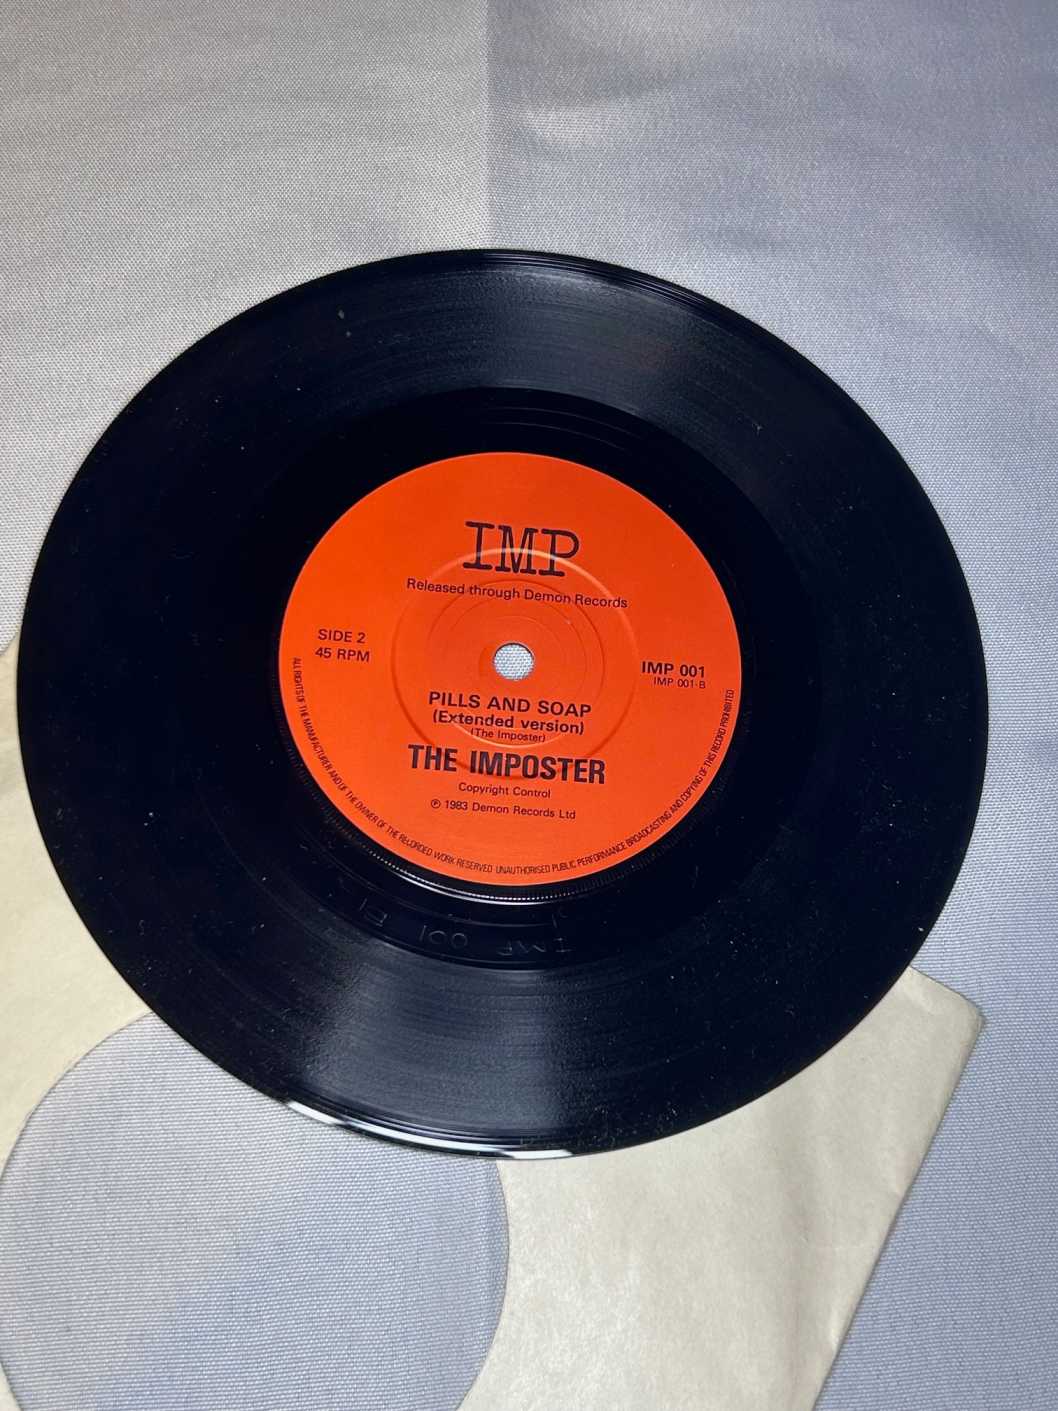 IMP
Released through Demon Records
SIDE 2
45 RPM
IMP 001
IMP 001-B
PILLS AND SOAP
(Extended version)
(The Imposter)
THE IMPOSTER
Copyright Control
℗ 1983 Demon Records Ltd
ALL RIGHTS OF THE MANUFACTURER AND OF THE OWNER OF THE RECORDED WORK RESERVED UNAUTHORISED PUBLIC PERFORMANCE BROADCASTING AND COPYING OF THIS RECORD PROHIBITED
IMP 001